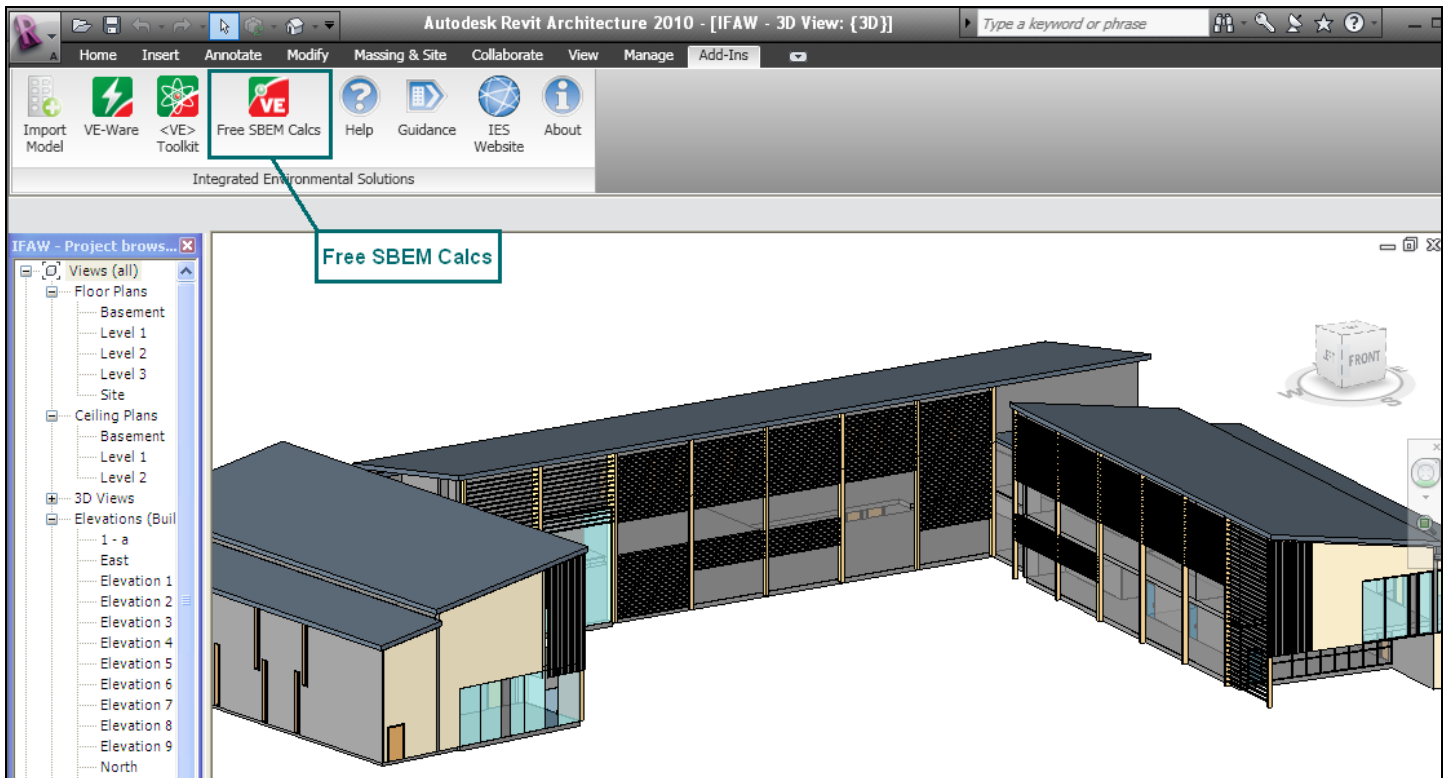 Autodesk Revit Architecture 2010 - [IFAW - 3D View: {3D}]
Type a keyword or phrase
A
Home Insert Annotate Modify Massing & Site Collaborate View Manage Add-Ins
VE
Import Model
VE-Ware
<VE> Toolkit
Free SBEM Calcs
Help
Guidance
IES Website
About
Integrated Environmental Solutions
Free SBEM Calcs
IFAW - Project brows...
Views (all)
Floor Plans
Basement
Level 1
Level 2
Level 3
Site
Ceiling Plans
Basement
Level 1
Level 2
3D Views
Elevations (Buil
1 - a
East
Elevation 1
Elevation 2
Elevation 3
Elevation 4
Elevation 5
Elevation 6
Elevation 7
Elevation 8
Elevation 9
North
FRONT
W
S